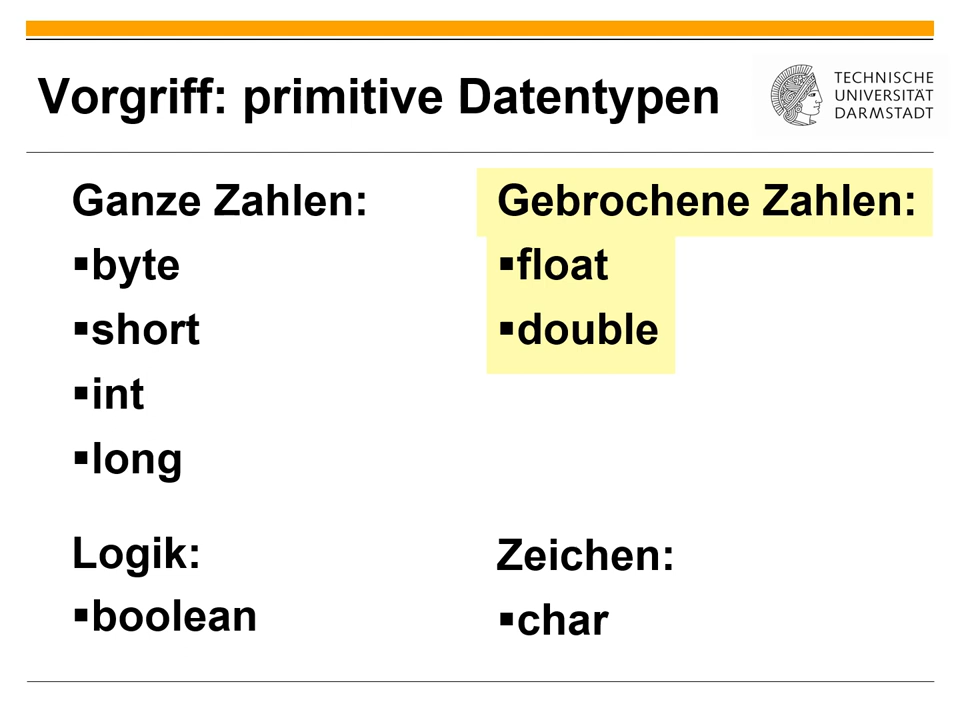 Vorgriff: primitive Datentypen
TECHNISCHE
UNIVERSITÄT
DARMSTADT
Ganze Zahlen:
▪byte
▪short
▪int
▪long
Logik:
▪boolean
Gebrochene Zahlen:
▪float
▪double
Zeichen:
▪char